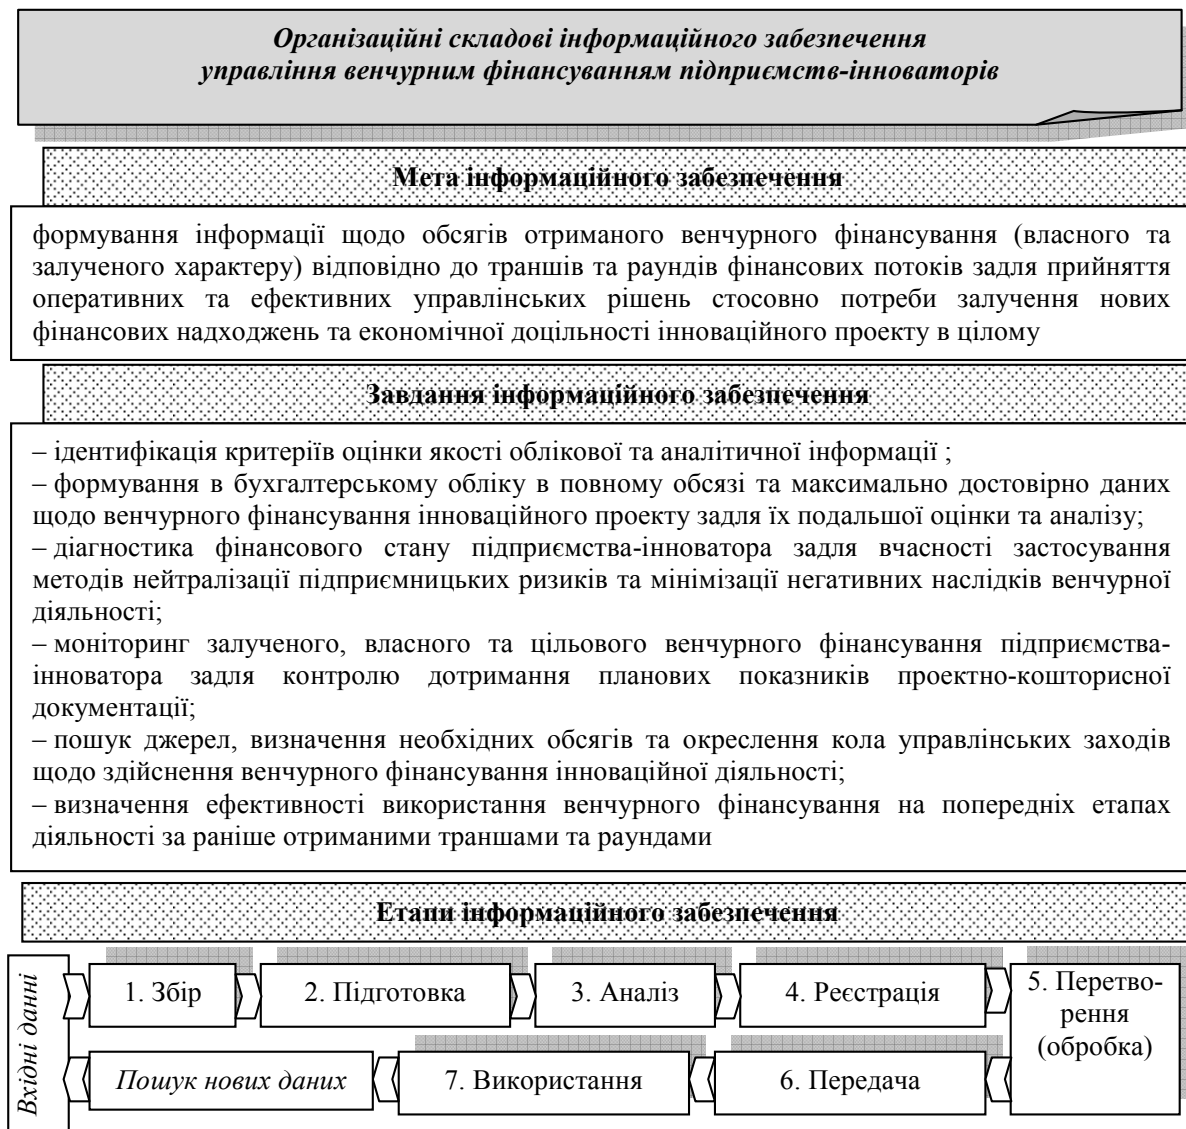 Організаційні складові інформаційного забезпечення
управління венчурним фінансуванням підприємств-інноваторів
Мета інформаційного забезпечення
формування інформації щодо обсягів отриманого венчурного фінансування (власного та
залученого характеру) відповідно до траншів та раундів фінансових потоків задля прийняття
оперативних та ефективних управлінських рішень стосовно потреби залучення нових
фінансових надходжень та економічної доцільності інноваційного проекту в цілому
Завдання інформаційного забезпечення
– ідентифікація критеріїв оцінки якості облікової та аналітичної інформації ;
– формування в бухгалтерському обліку в повному обсязі та максимально достовірно даних
щодо венчурного фінансування інноваційного проекту задля їх подальшої оцінки та аналізу;
– діагностика фінансового стану підприємства-інноватора задля вчасності застосування
методів нейтралізації підприємницьких ризиків та мінімізації негативних наслідків венчурної
діяльності;
– моніторинг залученого, власного та цільового венчурного фінансування підприємства-
інноватора задля контролю дотримання планових показників проектно-кошторисної
документації;
– пошук джерел, визначення необхідних обсягів та окреслення кола управлінських заходів
щодо здійснення венчурного фінансування інноваційної діяльності;
– визначення ефективності використання венчурного фінансування на попередніх етапах
діяльності за раніше отриманими траншами та раундами
Етапи інформаційного забезпечення
Вхідні данні
1. Збір
2. Підготовка
3. Аналіз
4. Реєстрація
5. Перетво-
рення
(обробка)
6. Передача
7. Використання
Пошук нових даних